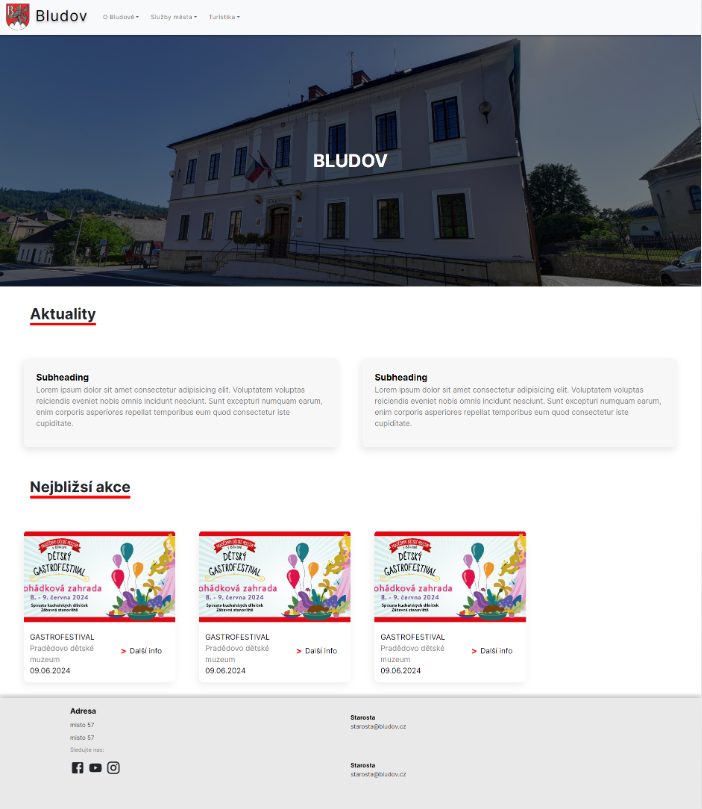 Bludov
O Bludově
Služby města
Turistika
BLUDOV
Aktuality
Subheading
Lorem ipsum dolor sit amet consectetur adipisicing elit. Voluptatem voluptas
reiciendis eveniet nobis omnis incidunt nesciunt. Sunt excepturi numquam earum,
enim corporis asperiores repellat temporibus eum quod consectetur iste
cupiditate.
Subheading
Lorem ipsum dolor sit amet consectetur adipisicing elit. Voluptatem voluptas
reiciendis eveniet nobis omnis incidunt nesciunt. Sunt excepturi numquam earum,
enim corporis asperiores repellat temporibus eum quod consectetur iste
cupiditate.
Nejbližsí akce
DĚTSKÝ
GASTROFESTIVAL
ohádková zahrada
8. - 9. června 2024
GASTROFESTIVAL
Pradědovo dětské
muzeum
09.06.2024
> Další info
DĚTSKÝ
GASTROFESTIVAL
ohádková zahrada
8. - 9. června 2024
GASTROFESTIVAL
Pradědovo dětské
muzeum
09.06.2024
> Další info
DĚTSKÝ
GASTROFESTIVAL
ohádková zahrada
8. - 9. června 2024
GASTROFESTIVAL
Pradědovo dětské
muzeum
09.06.2024
> Další info
Adresa
místo 57
místo 57
Sledujte nás:
Starosta
starosta@bludov.cz
Starosta
starosta@bludov.cz